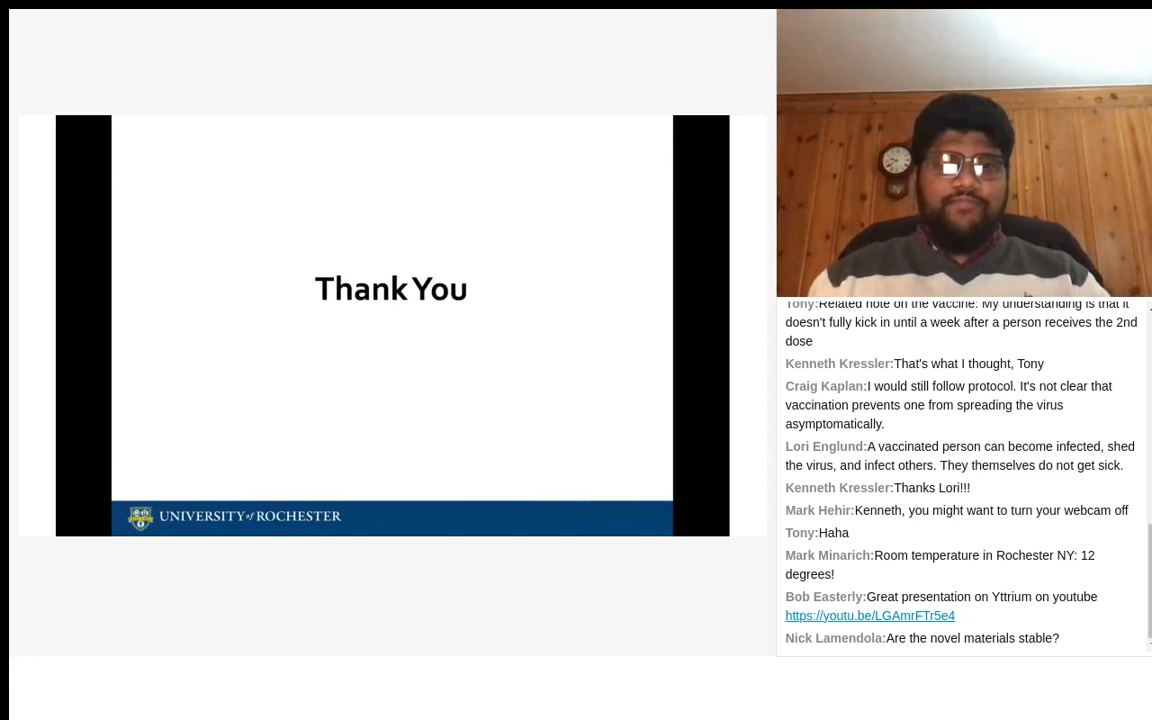 Thank You
UNIVERSITY of ROCHESTER
Tony:Related note on the vaccine: My understanding is that it
doesn't fully kick in until a week after a person receives the 2nd
dose
Kenneth Kressler:That's what I thought, Tony
Craig Kaplan:I would still follow protocol. It's not clear that
vaccination prevents one from spreading the virus
asymptomatically.
Lori Englund:A vaccinated person can become infected, shed
the virus, and infect others. They themselves do not get sick.
Kenneth Kressler:Thanks Lori!!!
Mark Hehir:Kenneth, you might want to turn your webcam off
Tony:Haha
Mark Minarich:Room temperature in Rochester NY: 12
degrees!
Bob Easterly:Great presentation on Yttrium on youtube
https://youtu.be/LGAmrFTr5e4
Nick Lamendola:Are the novel materials stable?